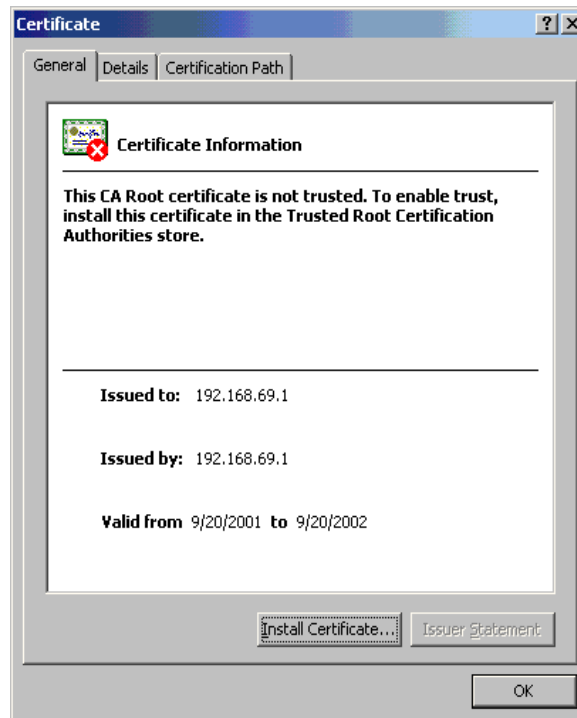 Certificate
General Details Certification Path
Certificate Information
This CA Root certificate is not trusted. To enable trust,
install this certificate in the Trusted Root Certification
Authorities store.
Issued to: 192.168.69.1
Issued by: 192.168.69.1
Valid from 9/20/2001 to 9/20/2002
Install Certificate... Issuer Statement
OK